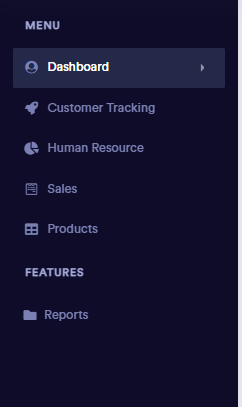 MENU
Dashboard
Customer Tracking
Human Resource
Sales
Products
FEATURES
Reports